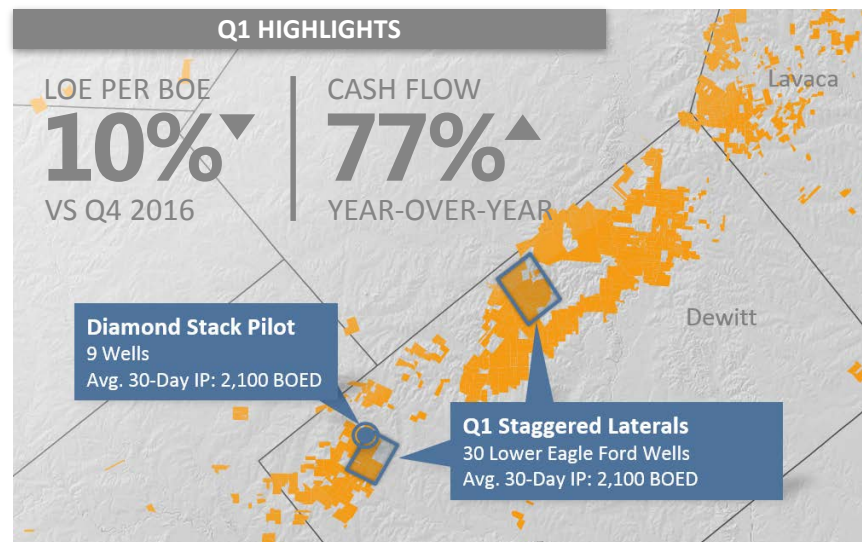 Q1 HIGHLIGHTS
LOE PER BOE
10%▼
VS Q4 2016
CASH FLOW
77%▲
YEAR-OVER-YEAR
Lavaca
Dewitt
Diamond Stack Pilot
9 Wells
Avg. 30-Day IP: 2,100 BOED
Q1 Staggered Laterals
30 Lower Eagle Ford Wells
Avg. 30-Day IP: 2,100 BOED